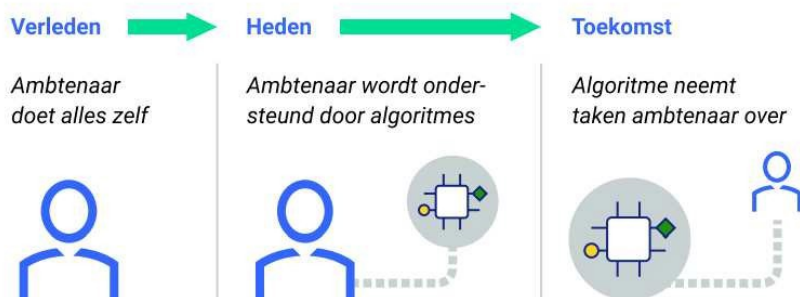 Verleden
Heden
Toekomst
Ambtenaar
doet alles zelf
Ambtenaar wordt onder-
steund door algoritmes
Algoritme neemt
taken ambtenaar over